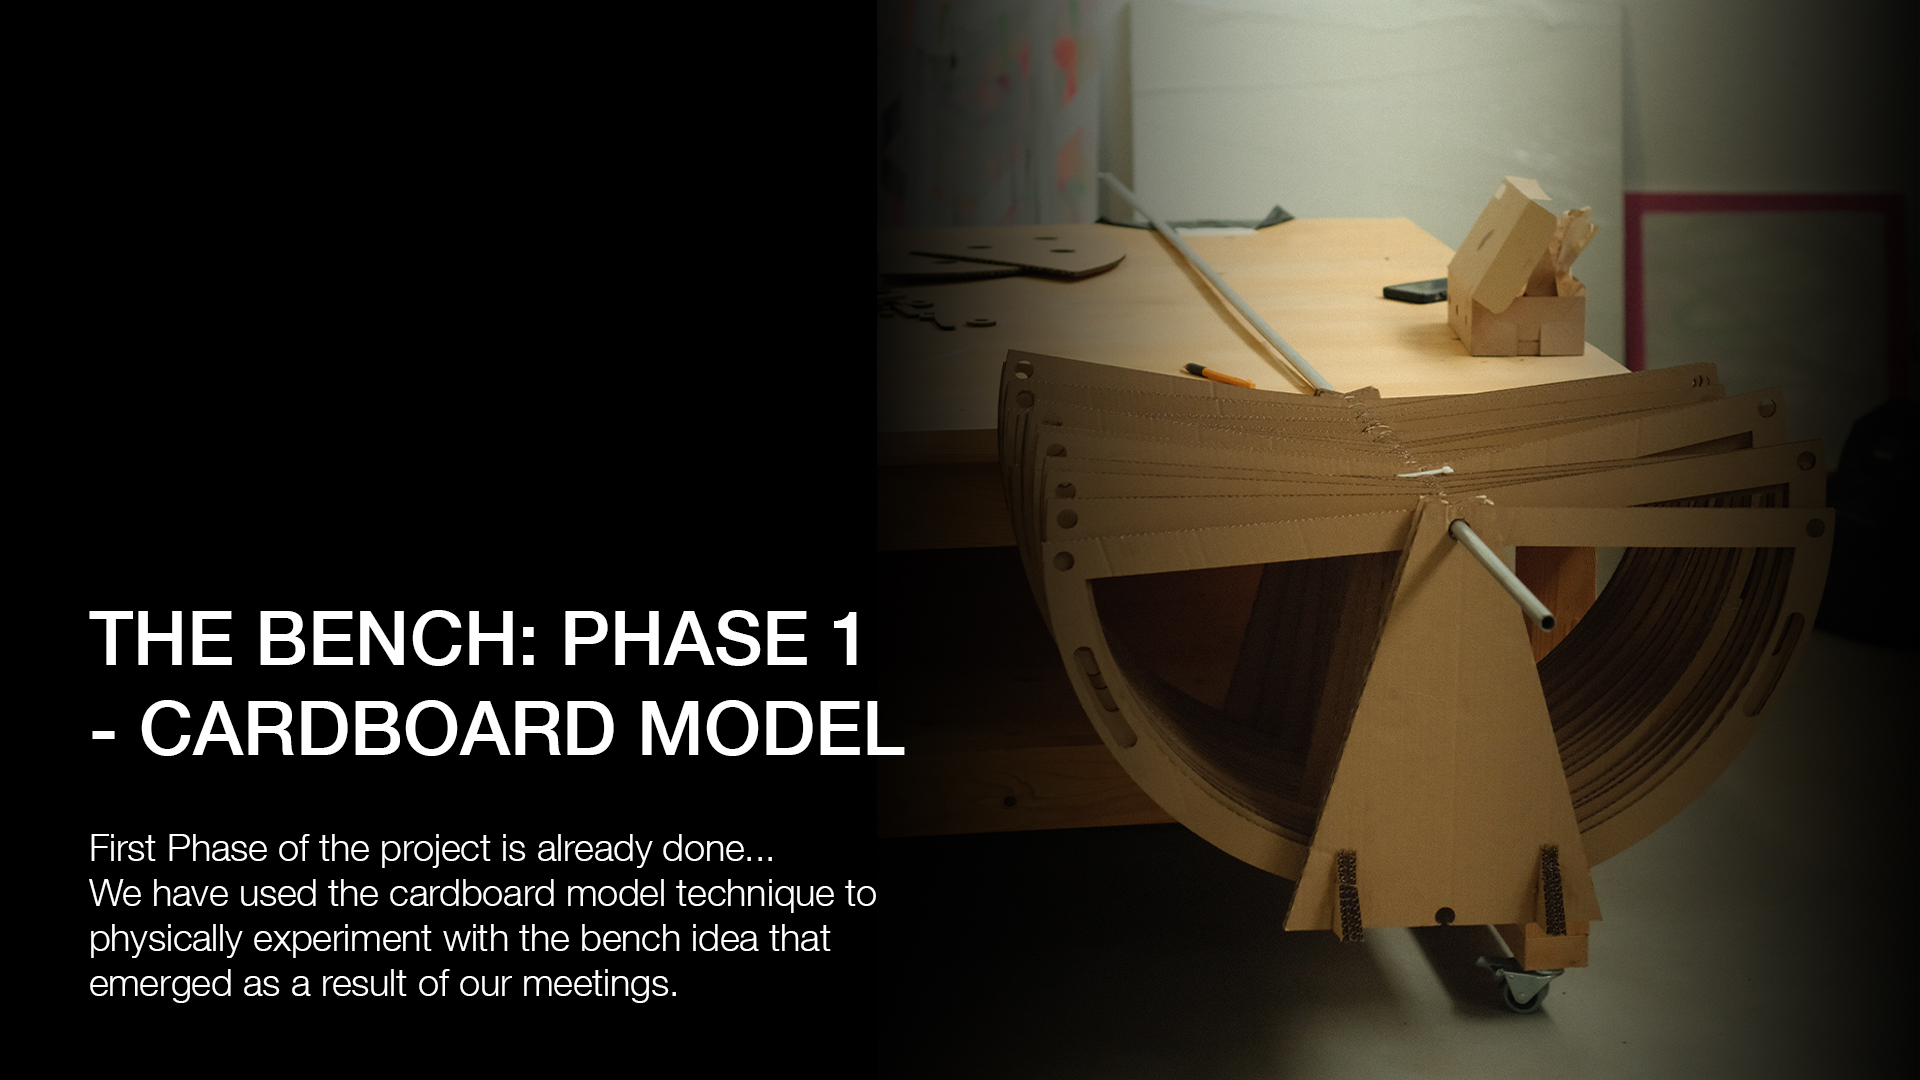 THE BENCH: PHASE 1
- CARDBOARD MODEL
First Phase of the project is already done...
We have used the cardboard model technique to
physically experiment with the bench idea that
emerged as a result of our meetings.